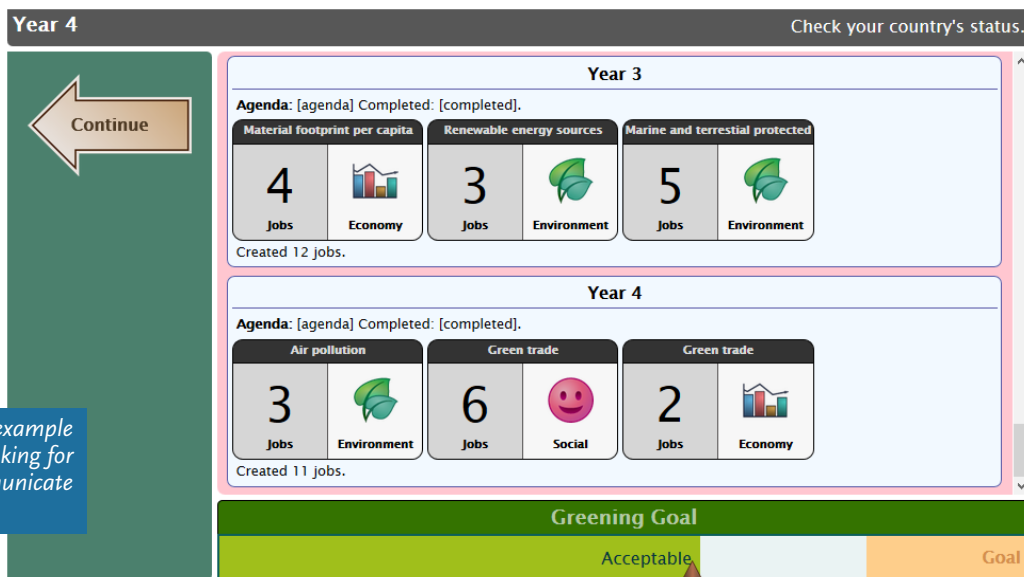 Year 4
Check your country's status.
Continue
Year 3
Agenda: [agenda] Completed: [completed].
Material footprint per capita
Renewable energy sources
Marine and terrestial protected
4
3
5
Jobs
Economy
Jobs
Environment
Jobs
Environment
Created 12 jobs.
Year 4
Agenda: [agenda] Completed: [completed].
Air pollution
Green trade
Green trade
3
6
2
Jobs
Environment
Jobs
Social
Jobs
Economy
Created 11 jobs.
example
king for
unicate
Greening Goal
Acceptable
Goal